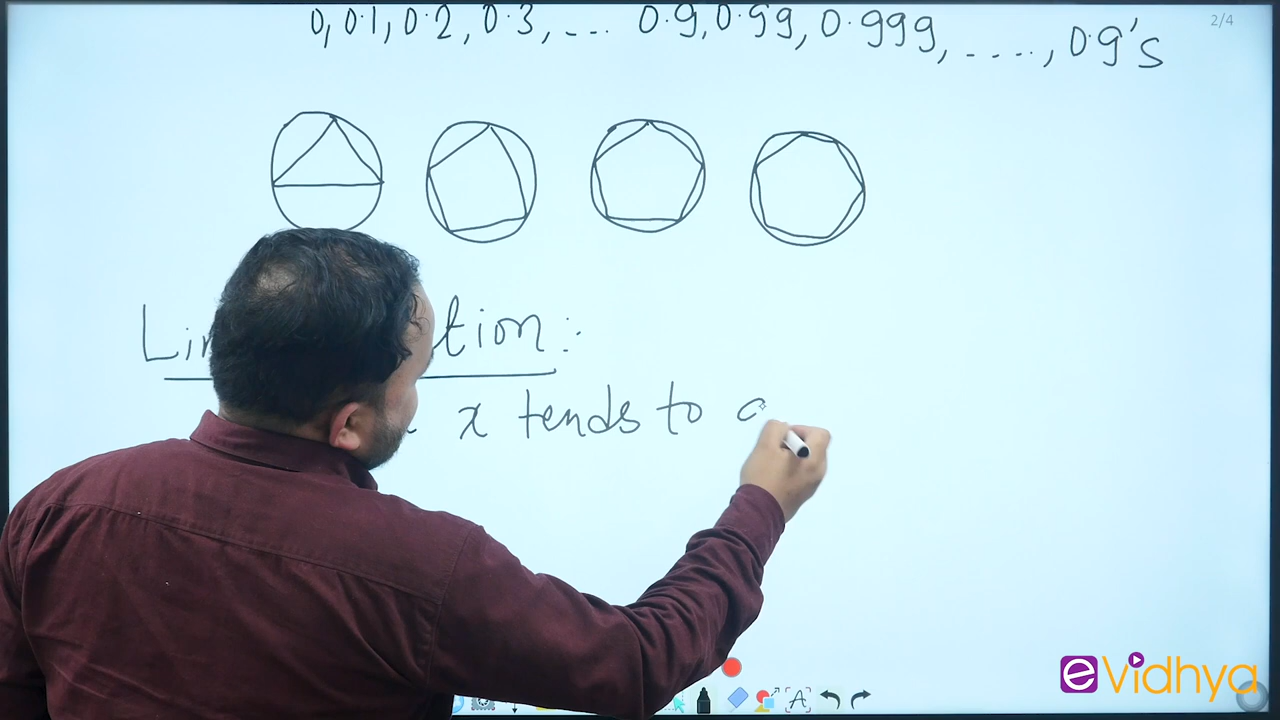 0, 0.1, 0.2, 0.3, .... 0.9, 0.99, 0.999, ....., 0.9's
2/4
tion:
x tends to
eVidhya